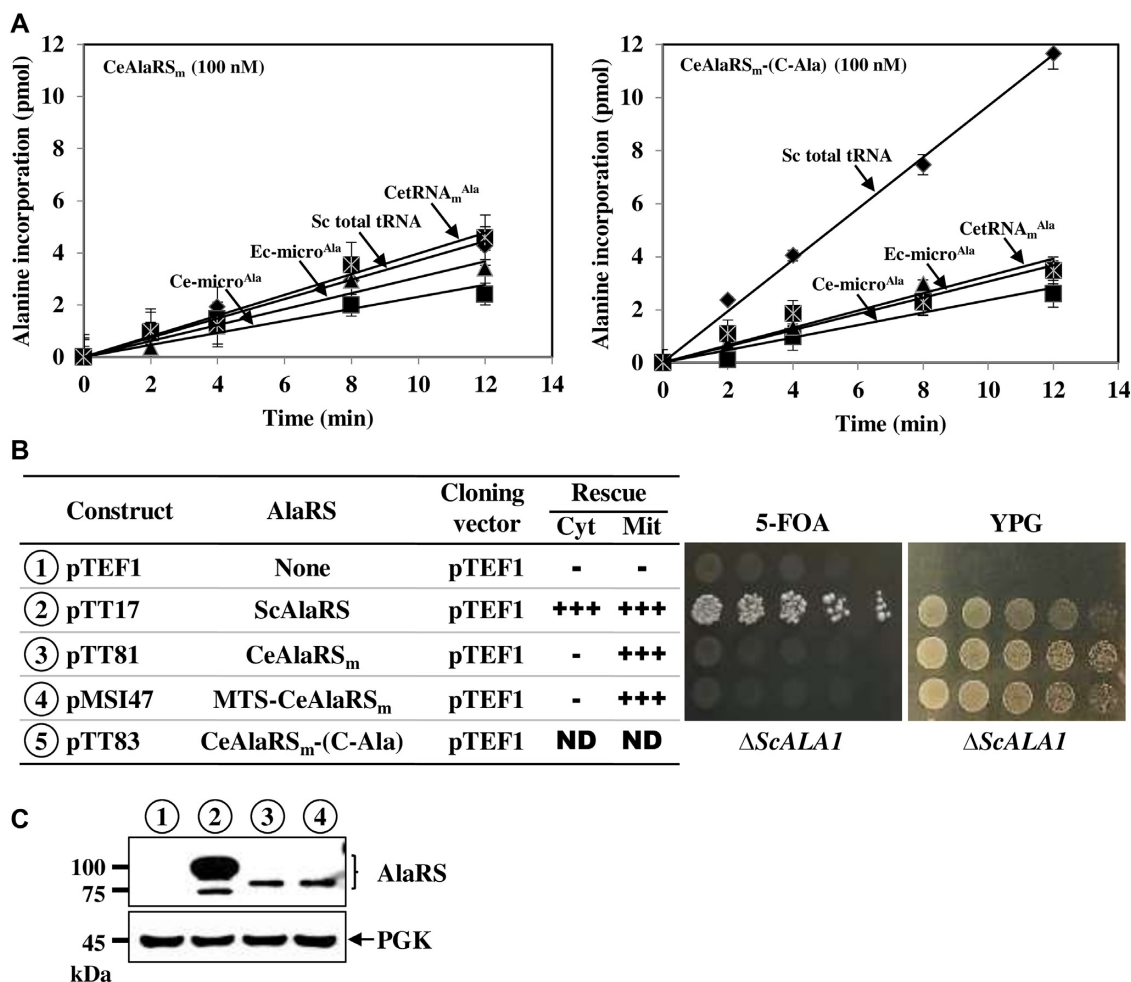 A
CeAlaRSm (100 nM)
Alanine incorporation (pmol)
12
10
8
6
4
2
0
0 2 4 6 8 10 12 14
Time (min)
CetRNAmAla
Sc total tRNA
Ec-microAla
Ce-microAla
CeAlaRSm-(C-Ala) (100 nM)
Alanine incorporation (pmol)
12
10
8
6
4
2
0
0 2 4 6 8 10 12 14
Time (min)
Sc total tRNA
CetRNAmAla
Ec-microAla
Ce-microAla
B
Construct AlaRS Cloning vector Rescue
Cyt Mit
1 pTEF1 None pTEF1 - -
2 pTT17 ScAlaRS pTEF1 +++ +++
3 pTT81 CeAlaRSm pTEF1 - +++
4 pMSI47 MTS-CeAlaRSm pTEF1 - +++
5 pTT83 CeAlaRSm-(C-Ala) pTEF1 ND ND
5-FOA YPG
ΔScALA1 ΔScALA1
C
1 2 3 4
100
75
AlaRS
45
PGK
kDa